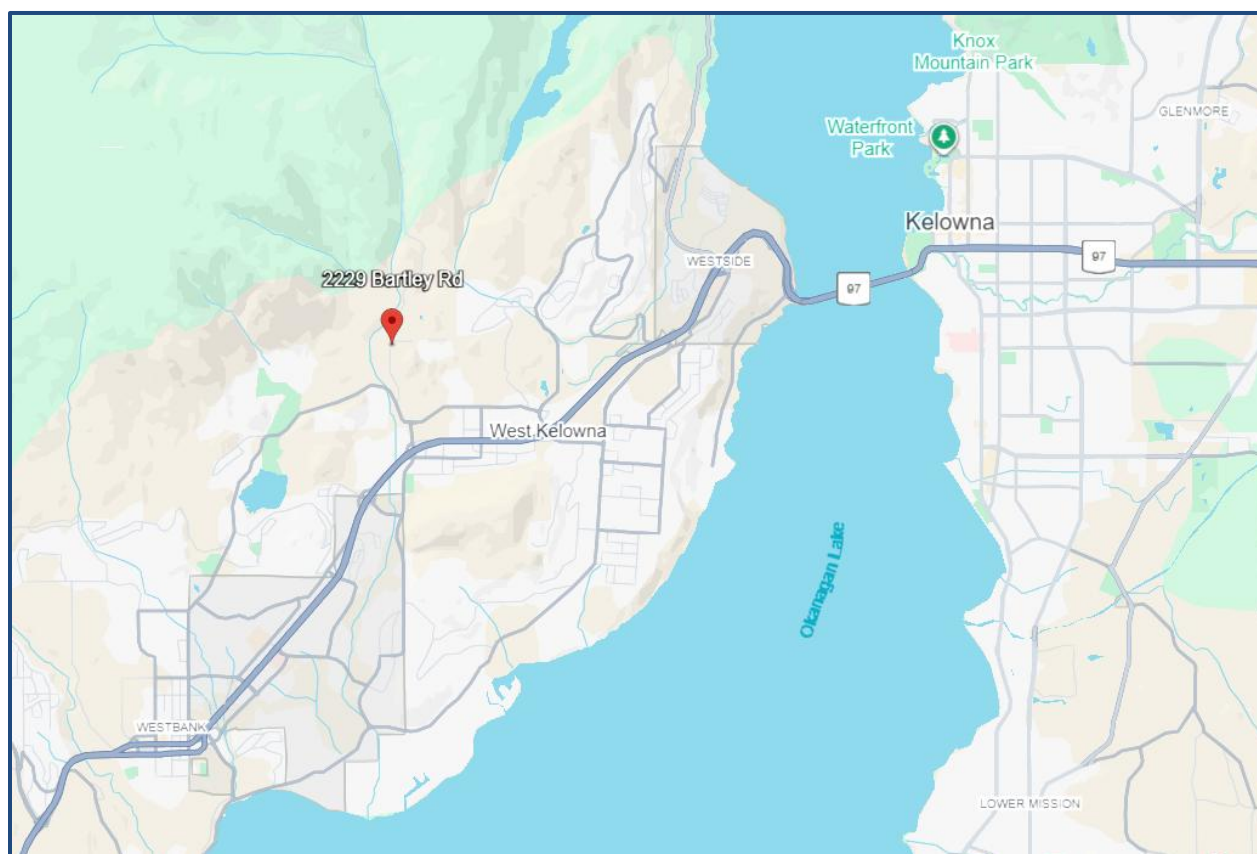 Knox
Mountain Park
GLENMORE
Waterfront
Park
Kelowna
97
WESTSIDE
97
2229 Bartley Rd
West Kelowna
Okanagan Lake
WESTBANK
LOWER MISSION